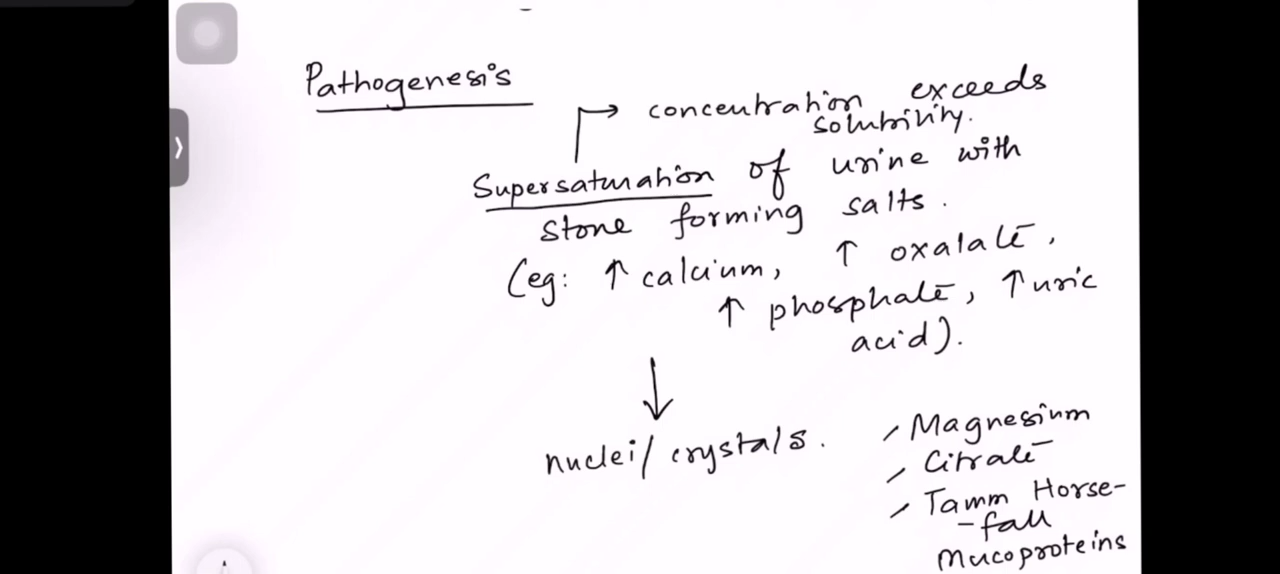 Pathogenesis
→ concentration exceeds
solubility.
Supersaturation of urine with
stone forming salts.
(eg: ↑ calcium, ↑ oxalate,
↑ phosphate, ↑ uric
acid).
↓
nuclei/crystals.
Magnesium
Citrate
Tamm Horse-
-fall
Mucoproteins